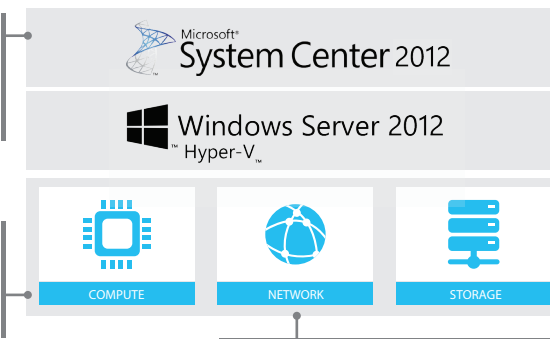 Microsoft®
System Center 2012
Windows Server 2012
™ Hyper-V™
COMPUTE
NETWORK
STORAGE